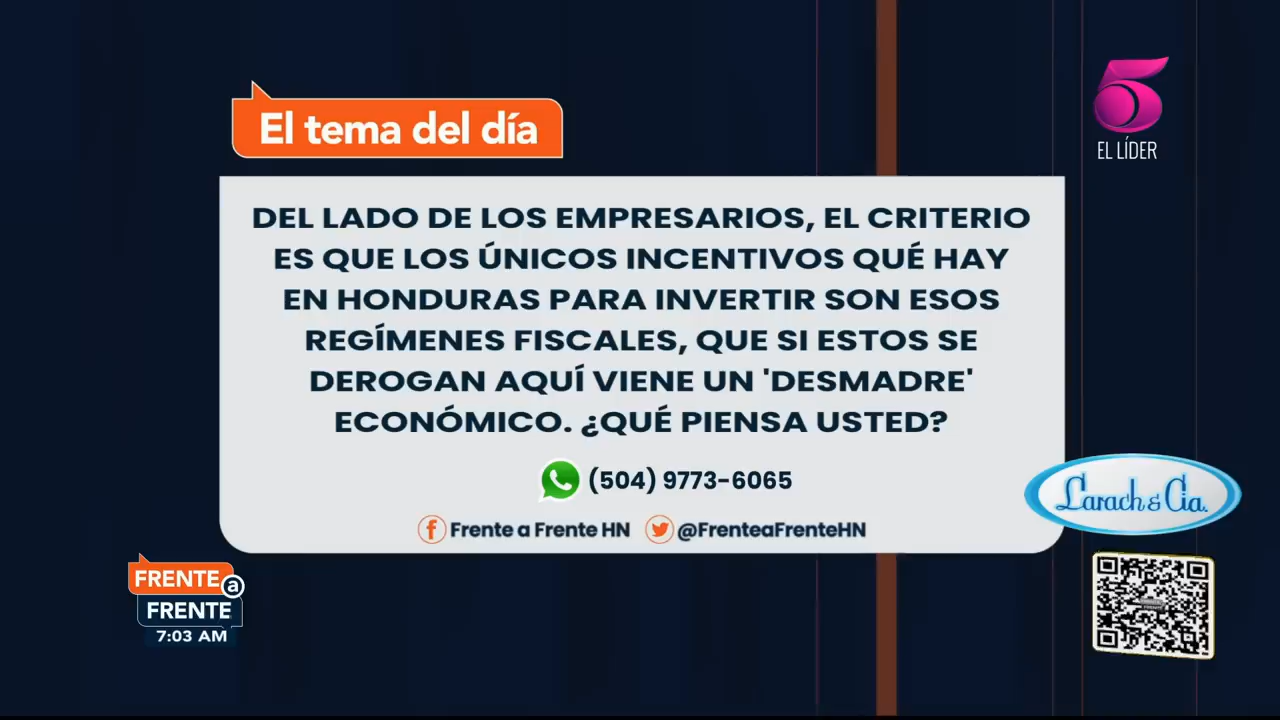 El tema del día
5
EL LÍDER
DEL LADO DE LOS EMPRESARIOS, EL CRITERIO
ES QUE LOS ÚNICOS INCENTIVOS QUÉ HAY
EN HONDURAS PARA INVERTIR SON ESOS
REGÍMENES FISCALES, QUE SI ESTOS SE
DEROGAN AQUÍ VIENE UN 'DESMADRE'
ECONÓMICO. ¿QUÉ PIENSA USTED?
(504) 9773-6065
Frente a Frente HN @FrenteaFrenteHN
Larach & Cia.
FRENTE a
FRENTE
7:03 AM